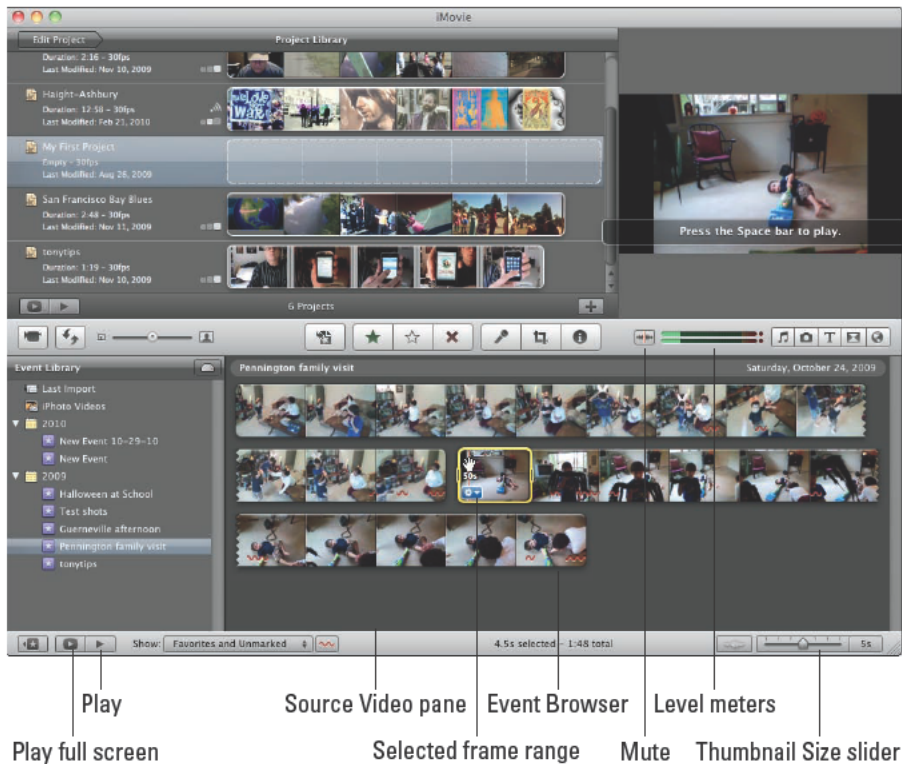 iMovie
Edit Project
Project Library
Duration: 2:16 – 30fps
Last Modified: Nov 10, 2009
Haight-Ashbury
Duration: 12:58 – 30fps
Last Modified: Feb 21, 2010
My First Project
Empty – 30fps
Last Modified: Aug 26, 2009
San Francisco Bay Blues
Duration: 2:48 – 30fps
Last Modified: Nov 11, 2009
tonytips
Duration: 1:19 – 30fps
Last Modified: Nov 10, 2009
6 Projects
Press the Space bar to play.
Event Library
Last Import
iPhoto Videos
2010
New Event 10-29-10
New Event
2009
Halloween at School
Test shots
Guerneville afternoon
Pennington family visit
tonytips
Pennington family visit
Saturday, October 24, 2009
50s
Show: Favorites and Unmarked
4.5s selected – 1:48 total
5s
Play
Source Video pane
Event Browser
Level meters
Play full screen
Selected frame range
Mute
Thumbnail Size slider